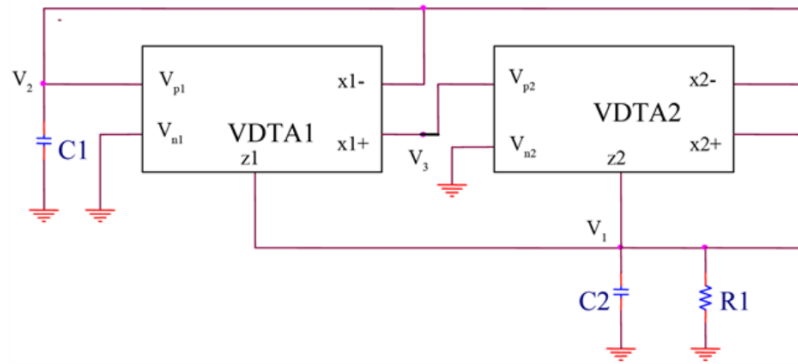 V2
Vp1
x1-
Vp2
x2-
C1
Vn1
VDTA1
x1+
V3
Vn2
VDTA2
x2+
z1
z2
V1
C2
R1